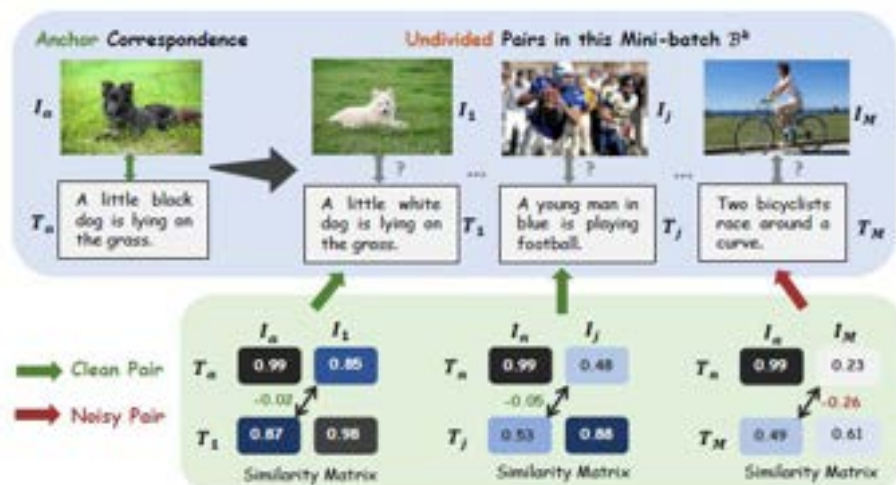 Anchor Correspondence
Undivided Pairs in this Mini-batch 𝓑ᵏ
I_a
I_1
I_j
I_M
?
...
?
...
?
T_a
A little black
dog is lying on
the grass.
A little white
dog is lying on
the grass.
T_1
A young man in
blue is playing
football.
T_j
Two bicyclists
race around a
curve.
T_M
Clean Pair
Noisy Pair
I_a I_1
T_a 0.99 0.85
-0.02
T_1 0.87 0.98
Similarity Matrix
I_a I_j
T_a 0.99 0.48
-0.05
T_j 0.53 0.88
Similarity Matrix
I_a I_M
T_a 0.99 0.23
-0.26
T_M 0.49 0.61
Similarity Matrix